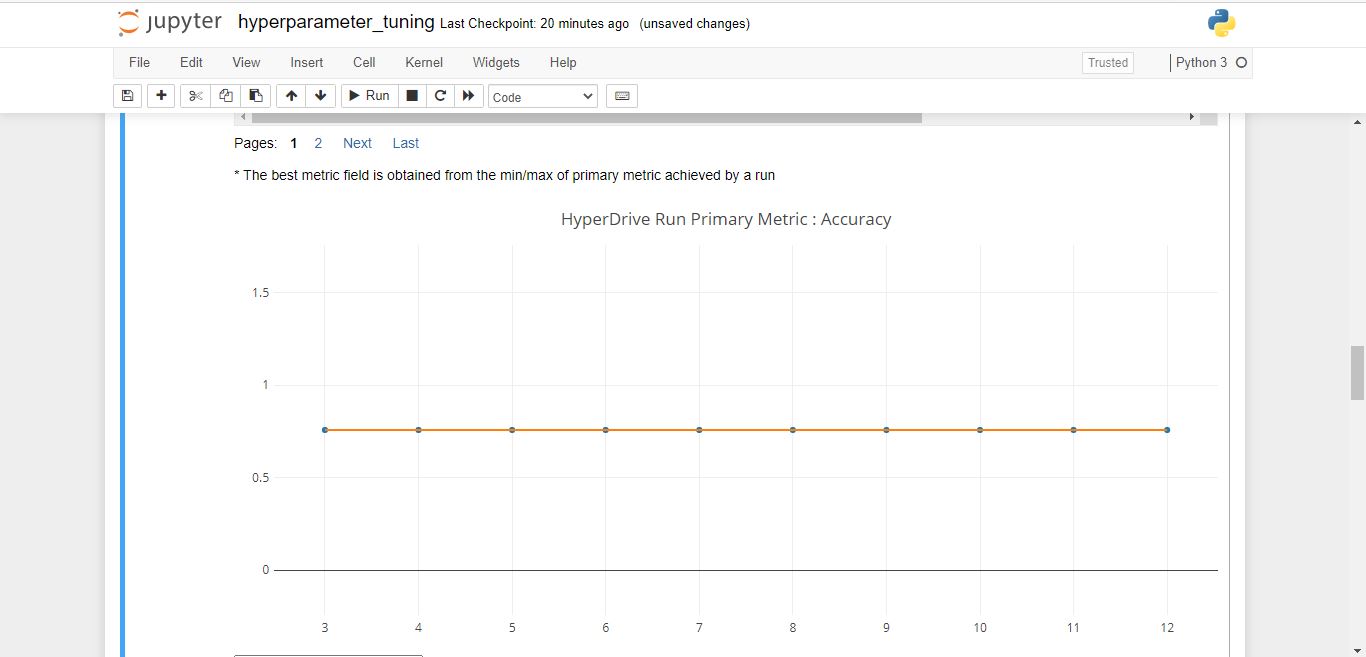 jupyter hyperparameter_tuning Last Checkpoint: 20 minutes ago (unsaved changes)
File Edit View Insert Cell Kernel Widgets Help Trusted Python 3
Run Code
Pages: 1 2 Next Last
* The best metric field is obtained from the min/max of primary metric achieved by a run
HyperDrive Run Primary Metric : Accuracy
1.5
1
0.5
0
3 4 5 6 7 8 9 10 11 12